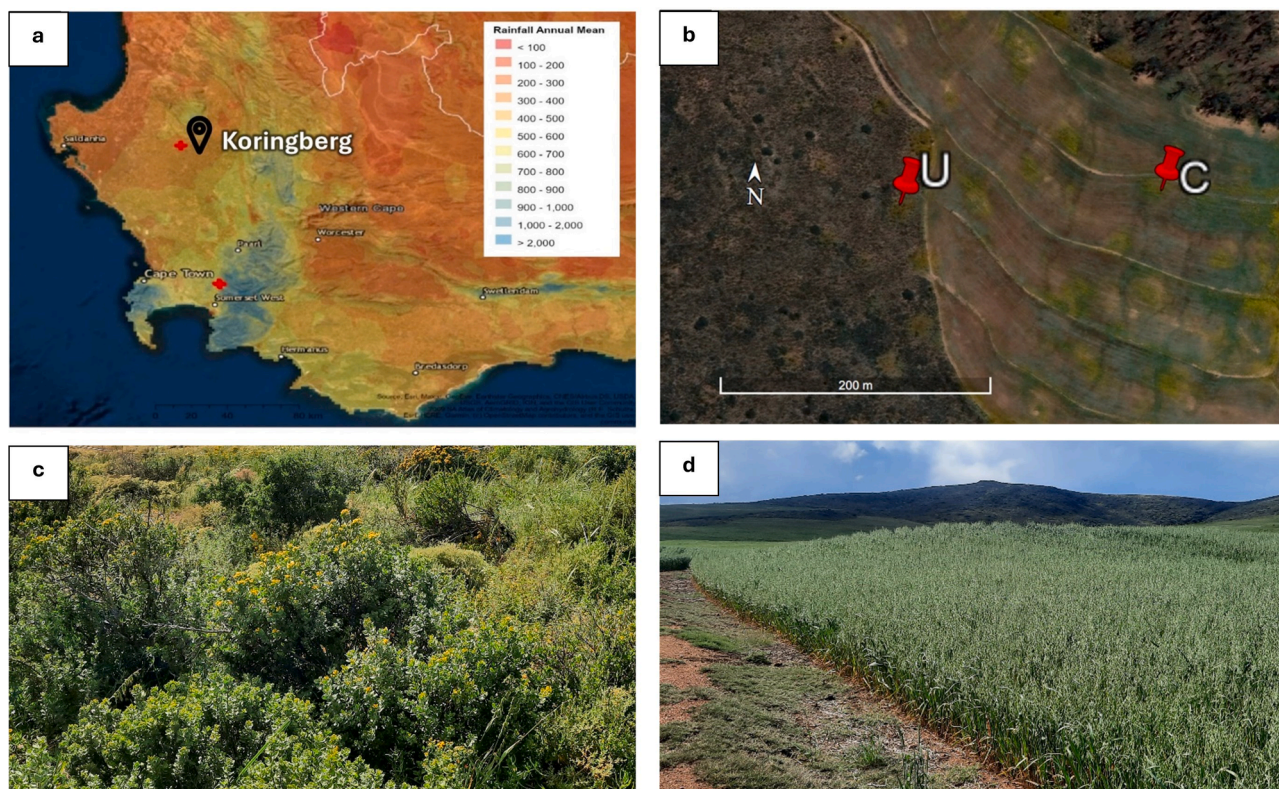 a
Rainfall Annual Mean
< 100
100 - 200
200 - 300
300 - 400
400 - 500
500 - 600
600 - 700
700 - 800
800 - 900
900 - 1,000
1,000 - 2,000
> 2,000
Saldanha
Koringberg
Western Cape
Worcester
Paarl
Cape Town
Somerset West
Swellendam
Hermanus
Bredasdorp
b
N
U
C
200 m
c
d